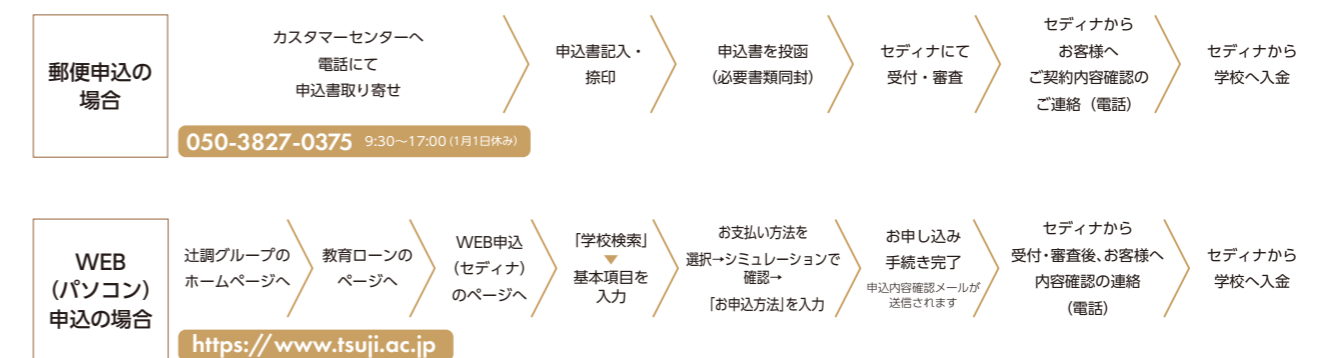 郵便申込の
場合
カスタマーセンターへ
電話にて
申込書取り寄せ
050-3827-0375 9:30〜17:00(1月1日休み)
申込書記入・
捺印
申込書を投函
(必要書類同封)
セディナにて
受付・審査
セディナから
お客様へ
ご契約内容確認の
ご連絡(電話)
セディナから
学校へ入金
WEB
(パソコン)
申込の場合
辻調グループの
ホームページへ
https://www.tsuji.ac.jp
教育ローンの
ページへ
WEB申込
(セディナ)
のページへ
「学校検索」
▼
基本項目を
入力
お支払い方法を
選択→シミュレーションで
確認→
「お申込方法」を入力
お申し込み
手続き完了
申込内容確認メールが
送信されます
セディナから
受付・審査後、お客様へ
内容確認の連絡
(電話)
セディナから
学校へ入金